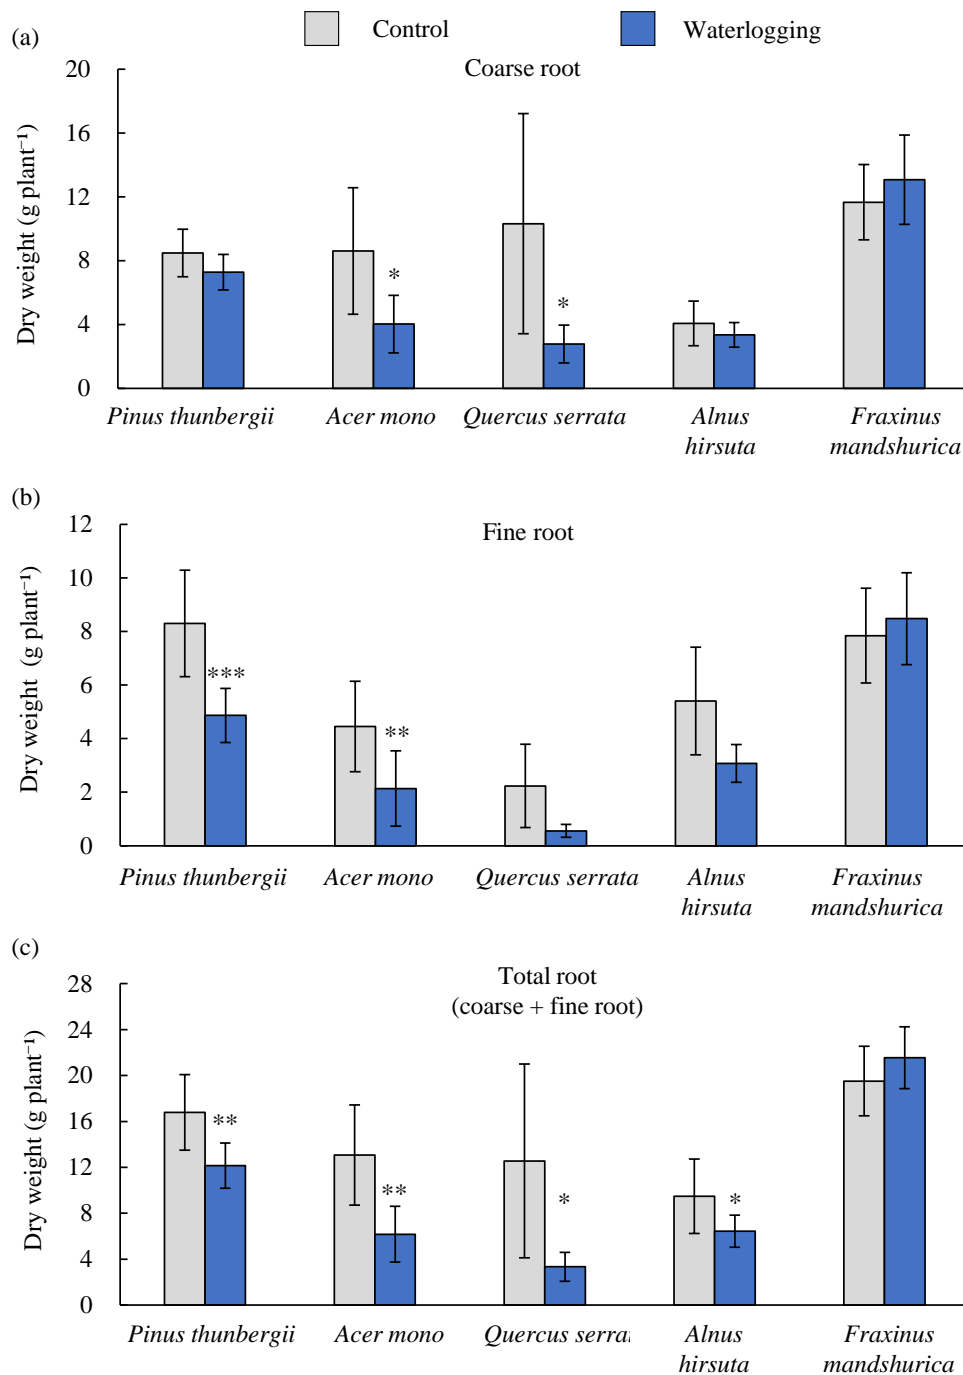 (a)
Control
Waterlogging
Coarse root
Dry weight (g plant⁻¹)
20
16
12
8
4
0
*
*
Pinus thunbergii
Acer mono
Quercus serrata
Alnus
hirsuta
Fraxinus
mandshurica
(b)
Fine root
Dry weight (g plant⁻¹)
12
10
8
6
4
2
0
***
**
Pinus thunbergii
Acer mono
Quercus serrata
Alnus
hirsuta
Fraxinus
mandshurica
(c)
Total root
(coarse + fine root)
Dry weight (g plant⁻¹)
28
24
20
16
12
8
4
0
**
**
*
*
Pinus thunbergii
Acer mono
Quercus serrat
Alnus
hirsuta
Fraxinus
mandshurica